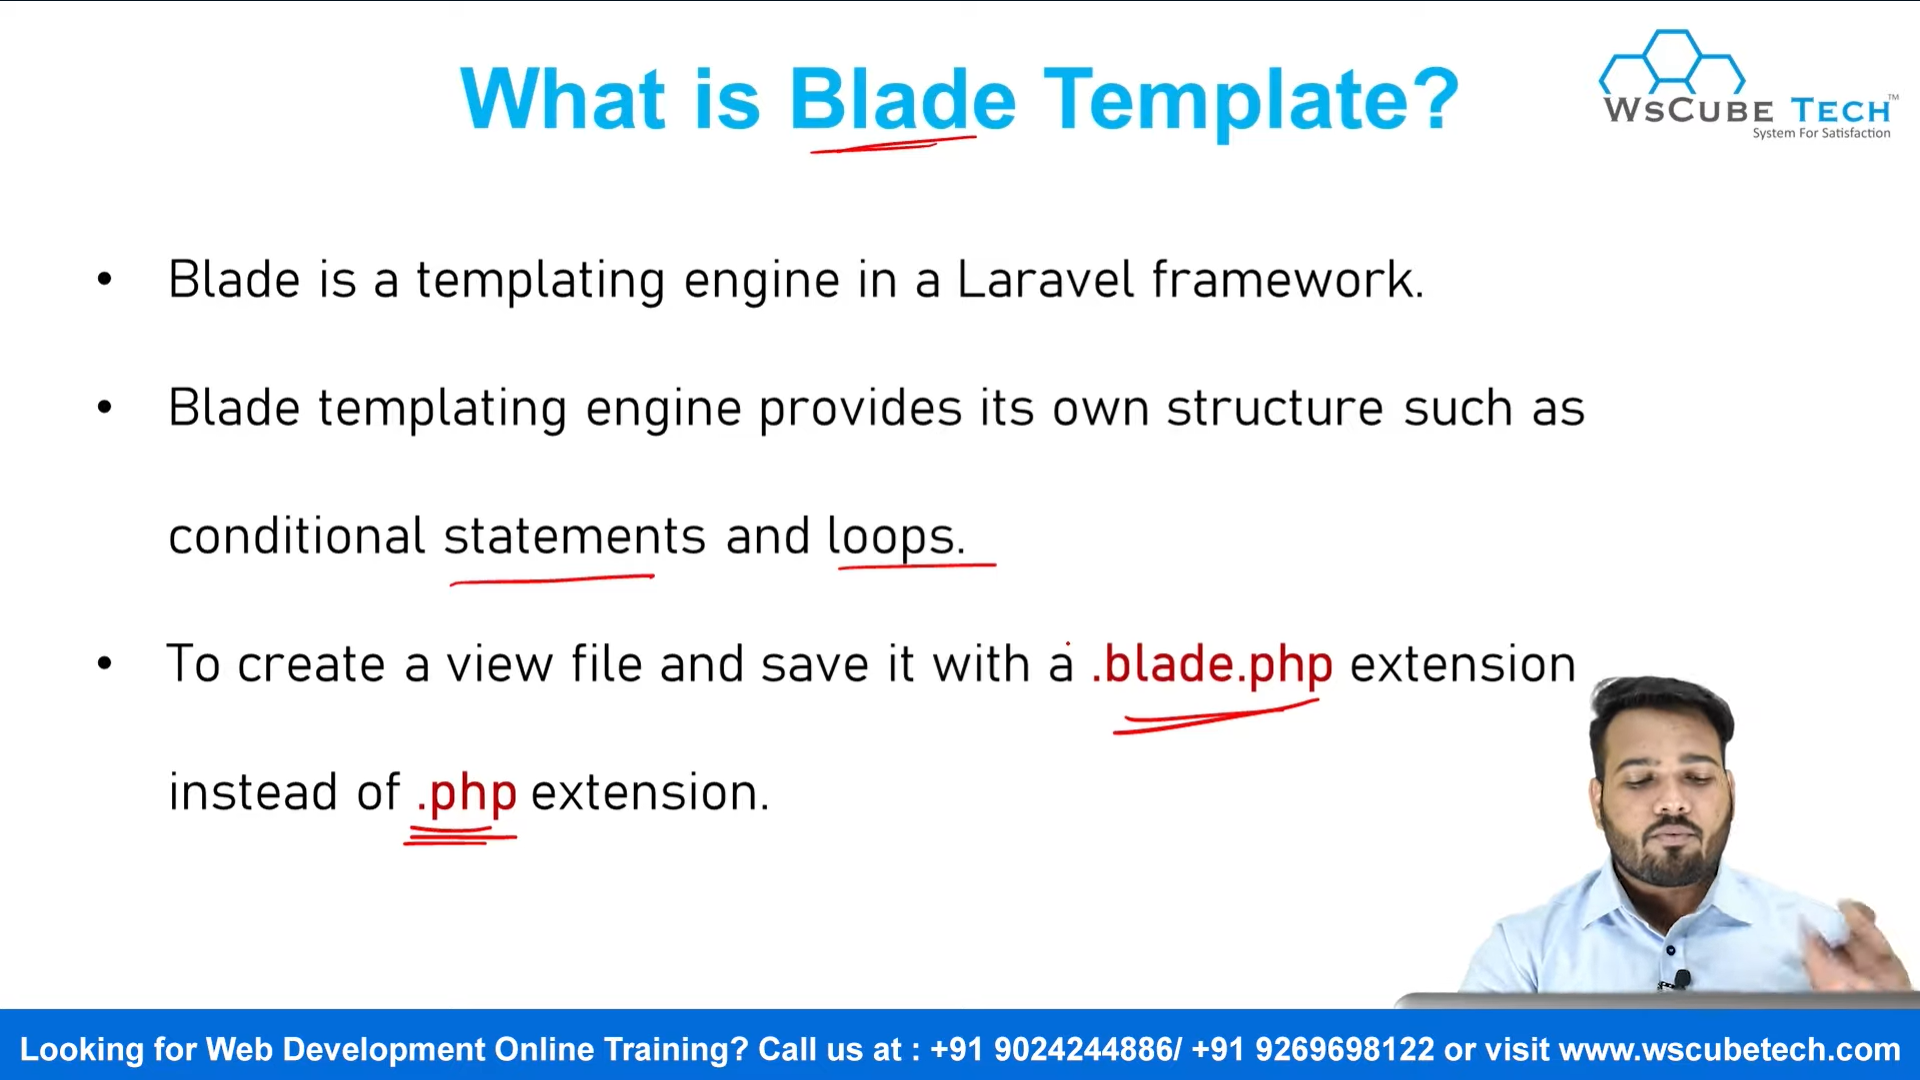 What is Blade Template?
WsCube Tech™
System For Satisfaction
• Blade is a templating engine in a Laravel framework.
• Blade templating engine provides its own structure such as
conditional statements and loops.
• To create a view file and save it with a .blade.php extension
instead of .php extension.
Looking for Web Development Online Training? Call us at : +91 9024244886/ +91 9269698122 or visit www.wscubetech.com